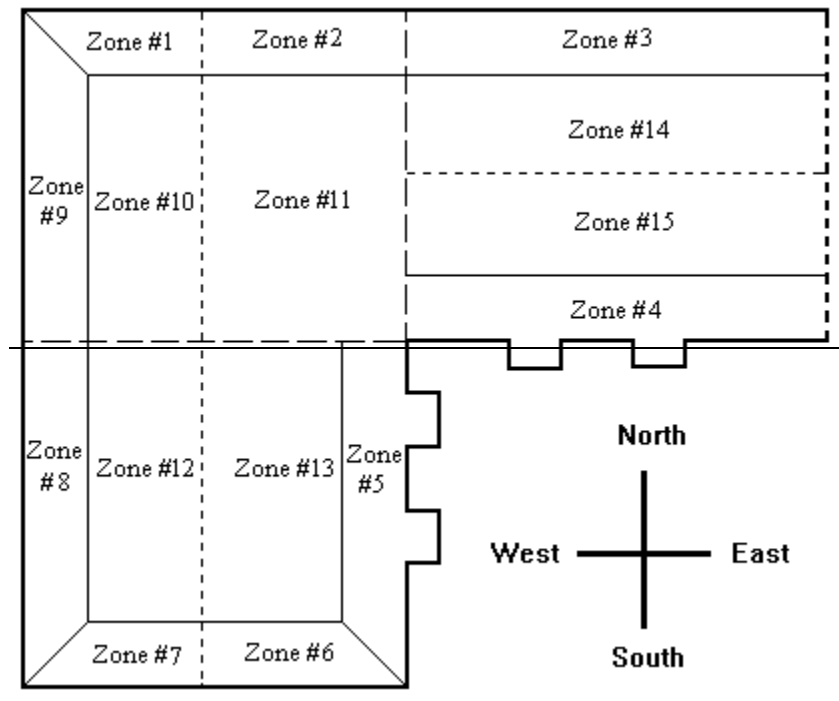 Zone #1
Zone #2
Zone #3
Zone #14
Zone
#9
Zone #10
Zone #11
Zone #15
Zone #4
Zone
#8
Zone #12
Zone #13
Zone
#5
North
West
East
South
Zone #7
Zone #6